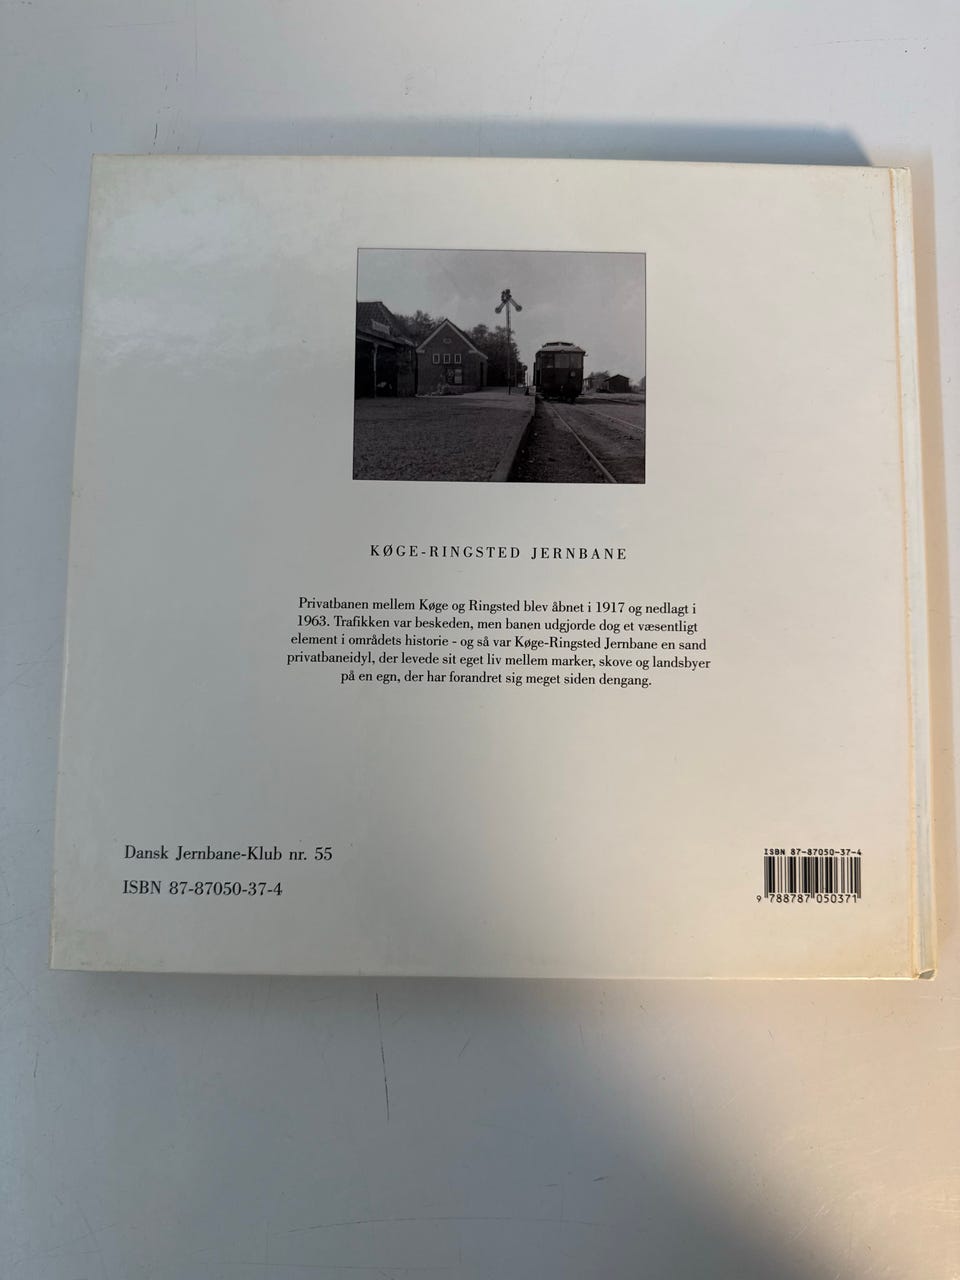 KØGE-RINGSTED JERNBANE
Privatbanen mellem Køge og Ringsted blev åbnet i 1917 og nedlagt i
1963. Trafikken var beskeden, men banen udgjorde dog et væsentligt
element i områdets historie - og så var Køge-Ringsted Jernbane en sand
privatbaneidyl, der levede sit eget liv mellem marker, skove og landsbyer
på en egn, der har forandret sig meget siden dengang.
Dansk Jernbane-Klub nr. 55
ISBN 87-87050-37-4
ISBN 87-87050-37-4
9 788787 050371